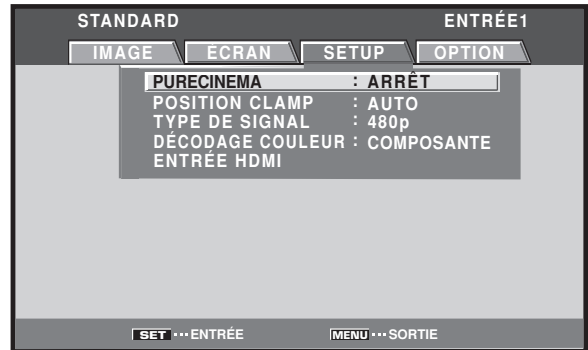 STANDARD ENTRÉE1
IMAGE ÉCRAN SETUP OPTION
PURECINEMA : ARRÊT
POSITION CLAMP : AUTO
TYPE DE SIGNAL : 480p
DÉCODAGE COULEUR : COMPOSANTE
ENTRÉE HDMI
SET ··· ENTRÉE MENU ··· SORTIE